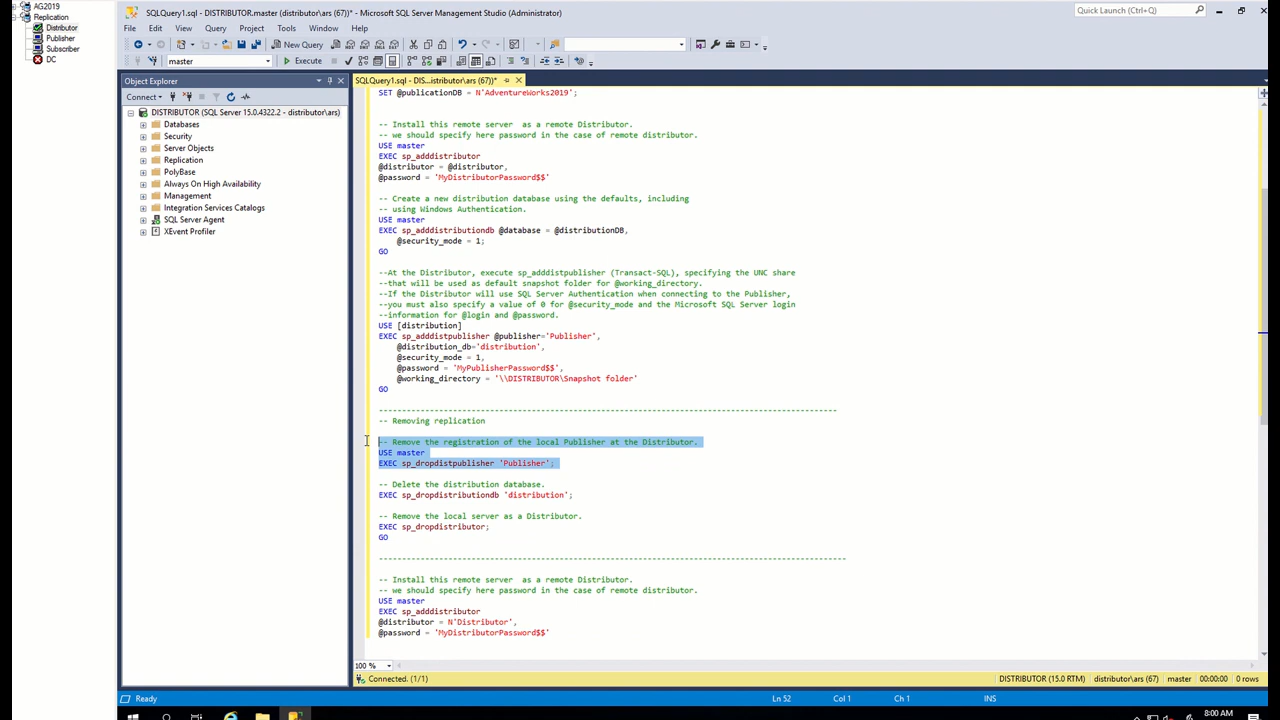 AG2019
Replication
Distributor
Publisher
Subscriber
DC
SQLQuery1.sql - DISTRIBUTOR.master (distributor\ars (67))* - Microsoft SQL Server Management Studio (Administrator)
Quick Launch (Ctrl+Q)
File Edit View Query Project Tools Window Help
New Query
master
Execute
Object Explorer
Connect
DISTRIBUTOR (SQL Server 15.0.4322.2 - distributor\ars)
Databases
Security
Server Objects
Replication
PolyBase
Always On High Availability
Management
Integration Services Catalogs
SQL Server Agent
XEvent Profiler
SQLQuery1.sql - DIS...istributor\ars (67))*
SET @publicationDB = N'AdventureWorks2019';
-- Install this remote server  as a remote Distributor.
-- we should specify here password in the case of remote distributor.
USE master
EXEC sp_adddistributor
@distributor = @distributor,
@password = 'MyDistributorPassword$$'
-- Create a new distribution database using the defaults, including
-- using Windows Authentication.
USE master
EXEC sp_adddistributiondb @database = @distributionDB,
@security_mode = 1;
GO
--At the Distributor, execute sp_adddistpublisher (Transact-SQL), specifying the UNC share
--that will be used as default snapshot folder for @working_directory.
--If the Distributor will use SQL Server Authentication when connecting to the Publisher,
--you must also specify a value of 0 for @security_mode and the Microsoft SQL Server login
--information for @login and @password.
USE [distribution]
EXEC sp_adddistpublisher @publisher='Publisher',
@distribution_db='distribution',
@security_mode = 1,
@password = 'MyPublisherPassword$$',
@working_directory = '\\DISTRIBUTOR\Snapshot folder'
GO
-- Removing replication
-- Remove the registration of the local Publisher at the Distributor.
USE master
EXEC sp_dropdistpublisher 'Publisher';
-- Delete the distribution database.
EXEC sp_dropdistributiondb 'distribution';
-- Remove the local server as a Distributor.
EXEC sp_dropdistributor;
GO
-- Install this remote server  as a remote Distributor.
-- we should specify here password in the case of remote distributor.
USE master
EXEC sp_adddistributor
@distributor = N'Distributor',
@password = 'MyDistributorPassword$$'
100 %
Connected. (1/1)
DISTRIBUTOR (15.0 RTM) distributor\ars (67) master 00:00:00 0 rows
Ready
Ln 52 Col 1 Ch 1 INS
8:00 AM